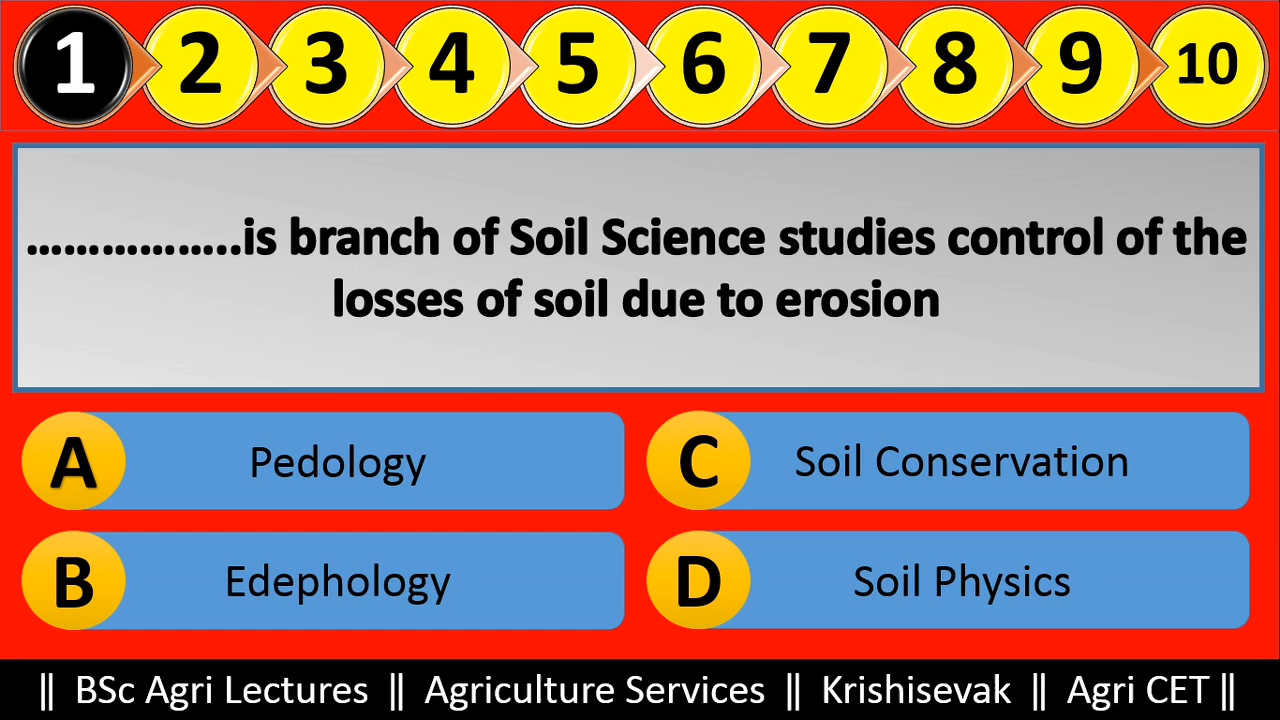 1 2 3 4 5 6 7 8 9 10
……………..is branch of Soil Science studies control of the
losses of soil due to erosion
A Pedology
C Soil Conservation
B Edephology
D Soil Physics
|| BSc Agri Lectures || Agriculture Services || Krishisevak || Agri CET ||